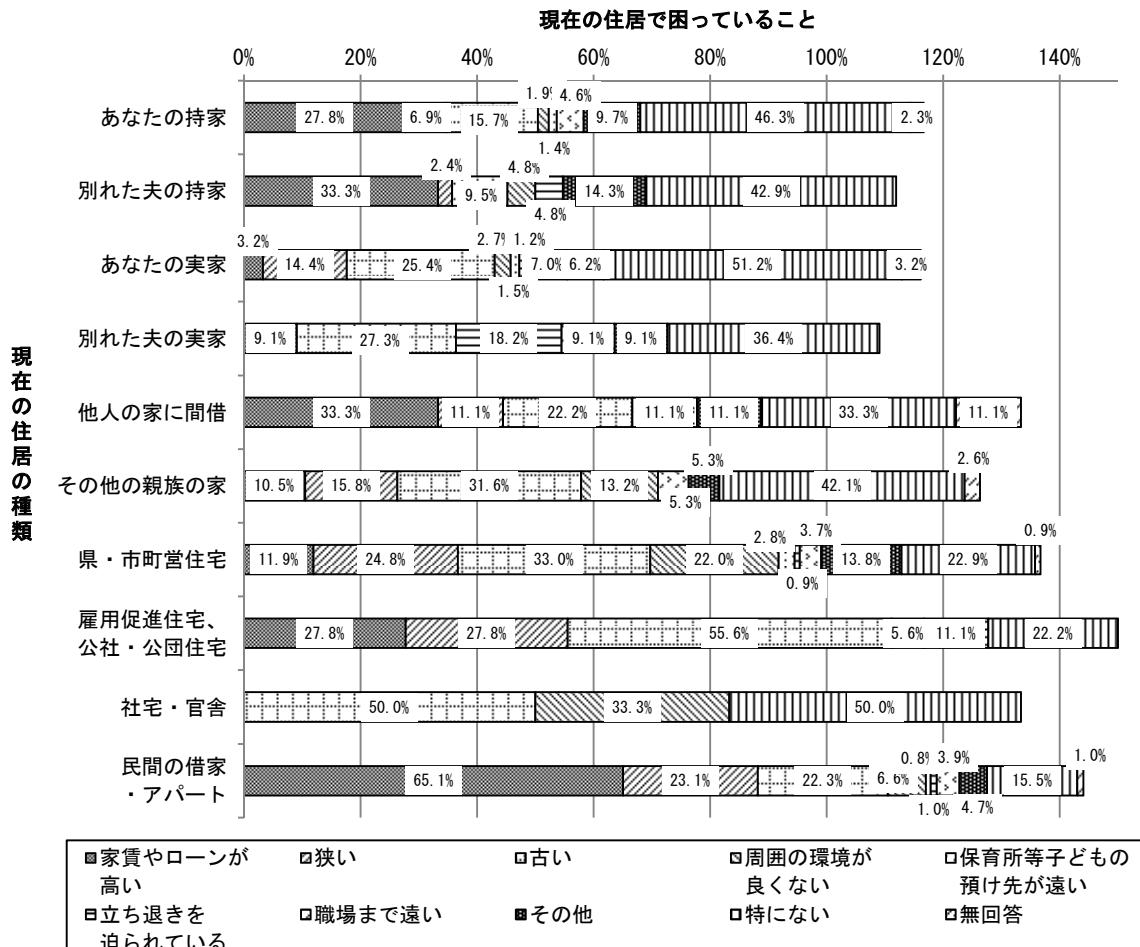 現在の住居で困っていること
0% 20% 40% 60% 80% 100% 120% 140%
現在の住居の種類
あなたの持家
27.8% 6.9% 15.7% 1.9% 1.4% 4.6% 9.7% 46.3% 2.3%
別れた夫の持家
33.3% 2.4% 9.5% 4.8% 4.8% 14.3% 42.9%
あなたの実家
3.2% 14.4% 25.4% 2.7% 1.5% 1.2% 7.0% 6.2% 51.2% 3.2%
別れた夫の実家
9.1% 27.3% 18.2% 9.1% 9.1% 36.4%
他人の家に間借
33.3% 11.1% 22.2% 11.1% 11.1% 33.3% 11.1%
その他の親族の家
10.5% 15.8% 31.6% 13.2% 5.3% 5.3% 42.1% 2.6%
県・市町営住宅
11.9% 24.8% 33.0% 22.0% 2.8% 0.9% 3.7% 13.8% 22.9% 0.9%
雇用促進住宅、
公社・公団住宅
27.8% 27.8% 55.6% 5.6% 11.1% 22.2%
社宅・官舎
50.0% 33.3% 50.0%
民間の借家
・アパート
65.1% 23.1% 22.3% 6.6% 0.8% 1.0% 3.9% 4.7% 15.5% 1.0%
家賃やローンが
高い
狭い
古い
周囲の環境が
良くない
保育所等子どもの
預け先が遠い
立ち退きを
迫られている
職場まで遠い
その他
特にない
無回答